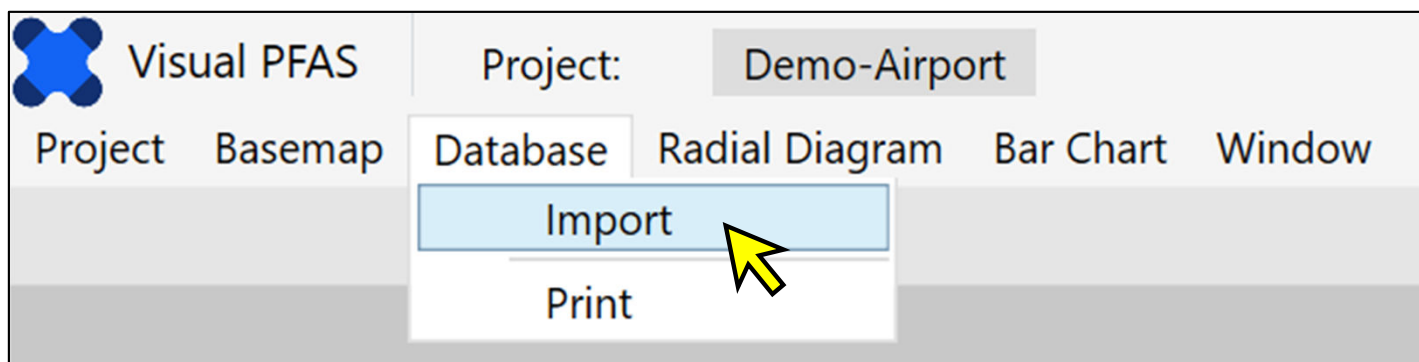 Visual PFAS Project: Demo-Airport
Project Basemap Database Radial Diagram Bar Chart Window
Import
Print